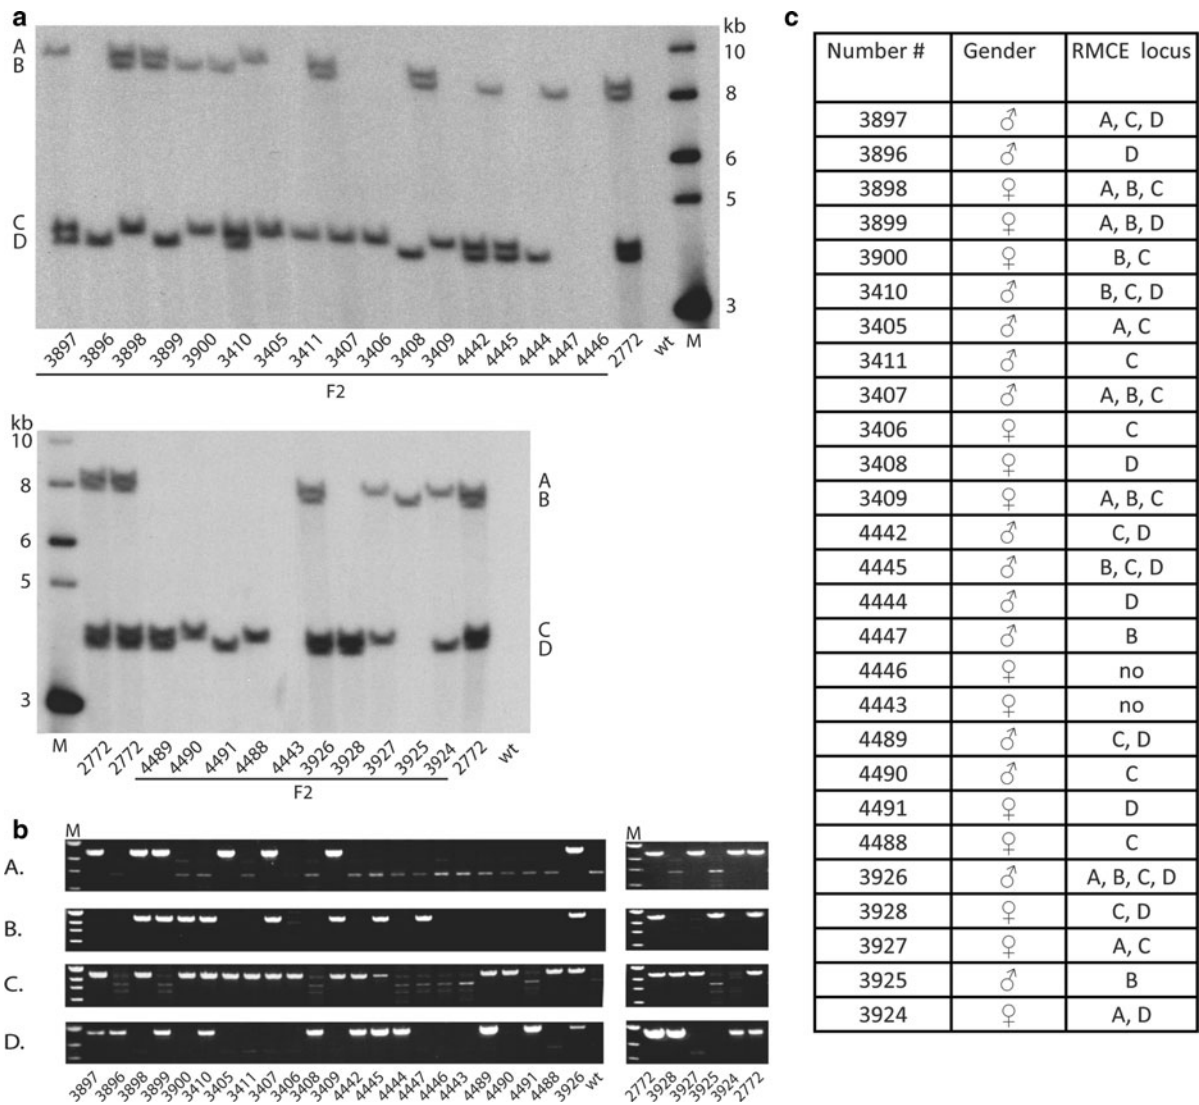 a
kb
A
B
10
8
6
5
C
D
3
3897 3896 3898 3899 3900 3410 3405 3411 3407 3406 3408 3409 4442 4445 4444 4447 4446 2772 wt M
F2
kb
10
8
A
B
6
5
C
D
3
M 2772 2772 4489 4490 4491 4488 4443 3926 3928 3927 3925 3924 2772 wt
F2
b
M M
A.
B.
C.
D.
3897 3896 3898 3899 3900 3410 3405 3411 3407 3406 3408 3409 4442 4445 4444 4447 4446 4443 4489 4490 4491 4488 3926 wt
2772 3928 3927 3925 3924 2772
c
Number # Gender RMCE locus
3897 ♂ A, C, D
3896 ♂ D
3898 ♀ A, B, C
3899 ♀ A, B, D
3900 ♀ B, C
3410 ♂ B, C, D
3405 ♂ A, C
3411 ♂ C
3407 ♂ A, B, C
3406 ♀ C
3408 ♀ D
3409 ♀ A, B, C
4442 ♂ C, D
4445 ♂ B, C, D
4444 ♂ D
4447 ♂ B
4446 ♀ no
4443 ♀ no
4489 ♂ C, D
4490 ♂ C
4491 ♀ D
4488 ♀ C
3926 ♂ A, B, C, D
3928 ♀ C, D
3927 ♀ A, C
3925 ♂ B
3924 ♀ A, D